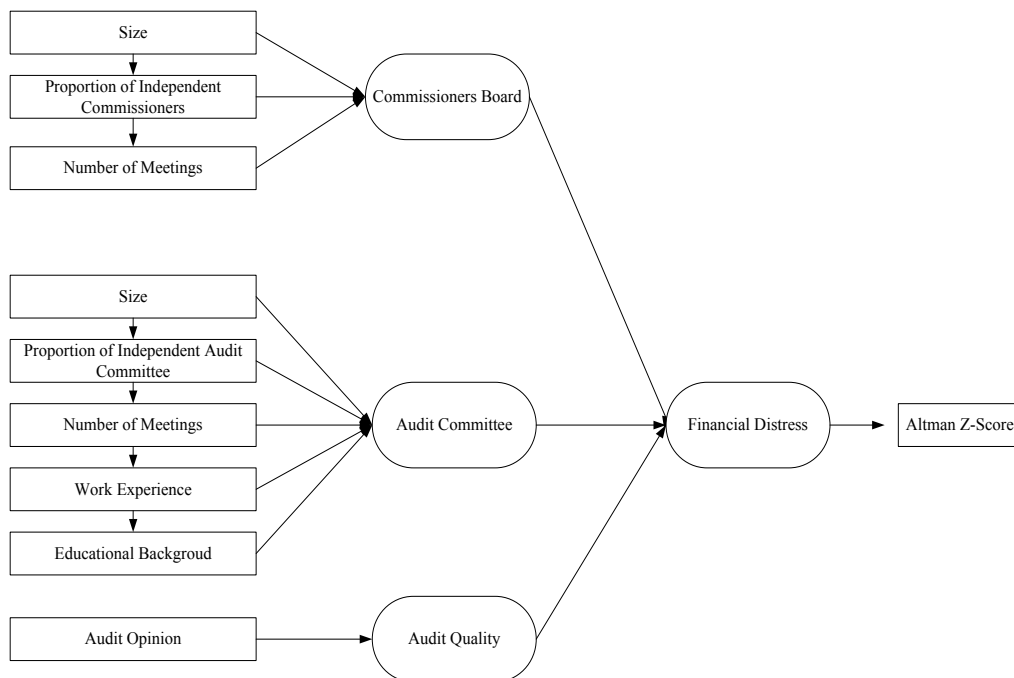 Size
Proportion of Independent
Commissioners
Number of Meetings
Commissioners Board
Size
Proportion of Independent Audit
Committee
Number of Meetings
Work Experience
Educational Backgroud
Audit Committee
Financial Distress
Altman Z-Score
Audit Opinion
Audit Quality